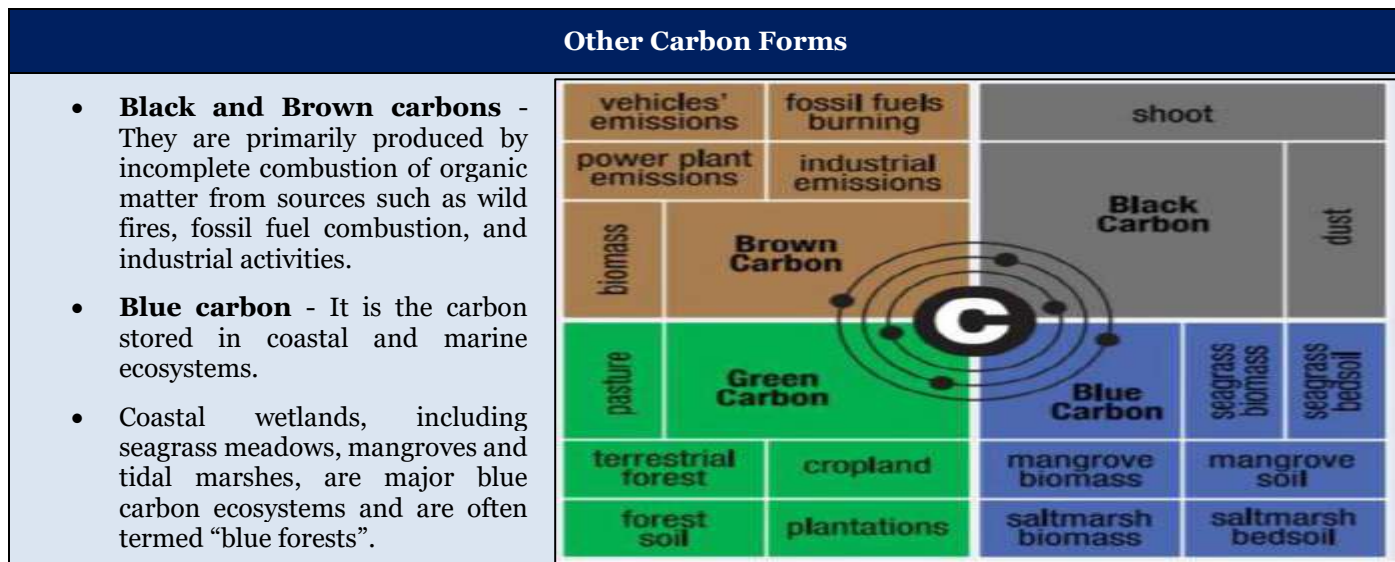 Other Carbon Forms
• Black and Brown carbons -
They are primarily produced by
incomplete combustion of organic
matter from sources such as wild
fires, fossil fuel combustion, and
industrial activities.
• Blue carbon - It is the carbon
stored in coastal and marine
ecosystems.
• Coastal wetlands, including
seagrass meadows, mangroves and
tidal marshes, are major blue
carbon ecosystems and are often
termed “blue forests”.
vehicles'
emissions
fossil fuels
burning
power plant
emissions
industrial
emissions
biomass
Brown
Carbon
shoot
Black
Carbon
dust
C
pasture
Green
Carbon
terrestrial
forest
cropland
forest
soil
plantations
Blue
Carbon
seagrass
biomass
seagrass
bedsoil
mangrove
biomass
mangrove
soil
saltmarsh
biomass
saltmarsh
bedsoil